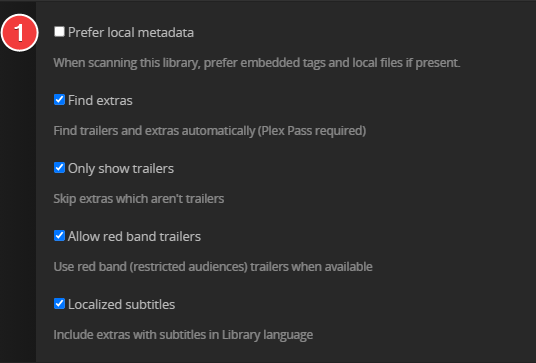 1
Prefer local metadata
When scanning this library, prefer embedded tags and local files if present.
Find extras
Find trailers and extras automatically (Plex Pass required)
Only show trailers
Skip extras which aren't trailers
Allow red band trailers
Use red band (restricted audiences) trailers when available
Localized subtitles
Include extras with subtitles in Library language